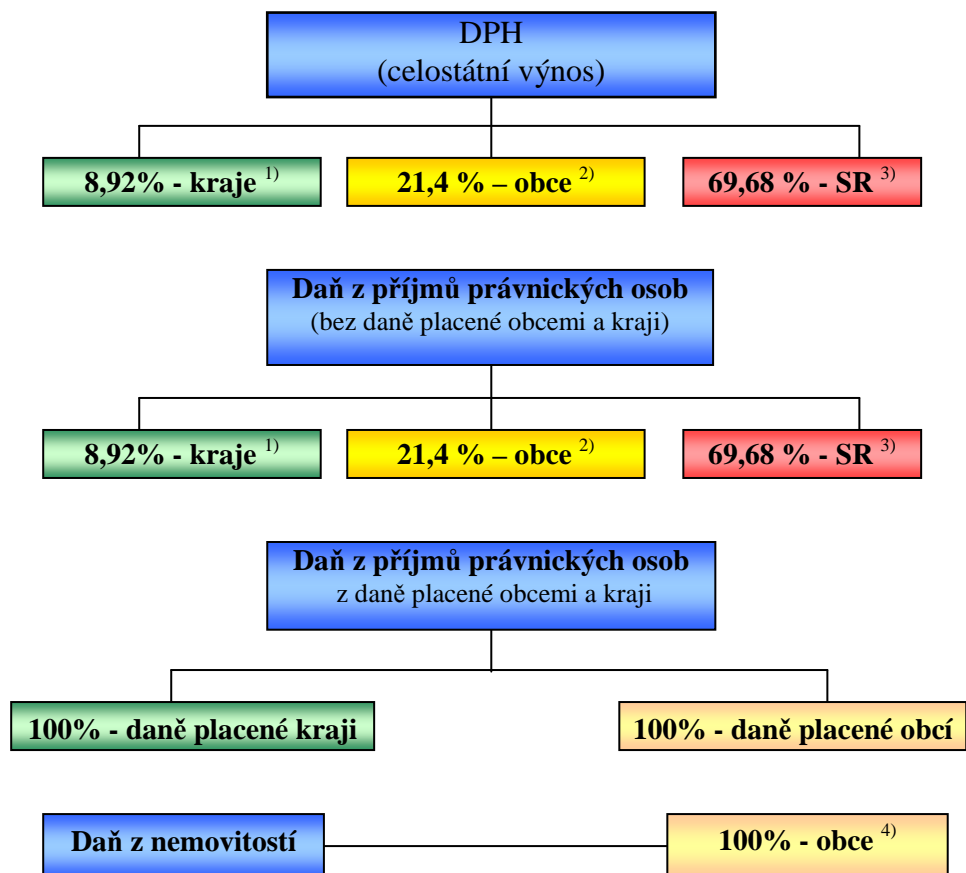 DPH
(celostátní výnos)
8,92% - kraje 1)
21,4 % – obce 2)
69,68 % - SR 3)
Daň z příjmů právnických osob
(bez daně placené obcemi a kraji)
8,92% - kraje 1)
21,4 % – obce 2)
69,68 % - SR 3)
Daň z příjmů právnických osob
z daně placené obcemi a kraji
100% - daně placené kraji
100% - daně placené obcí
Daň z nemovitostí
100% - obce 4)